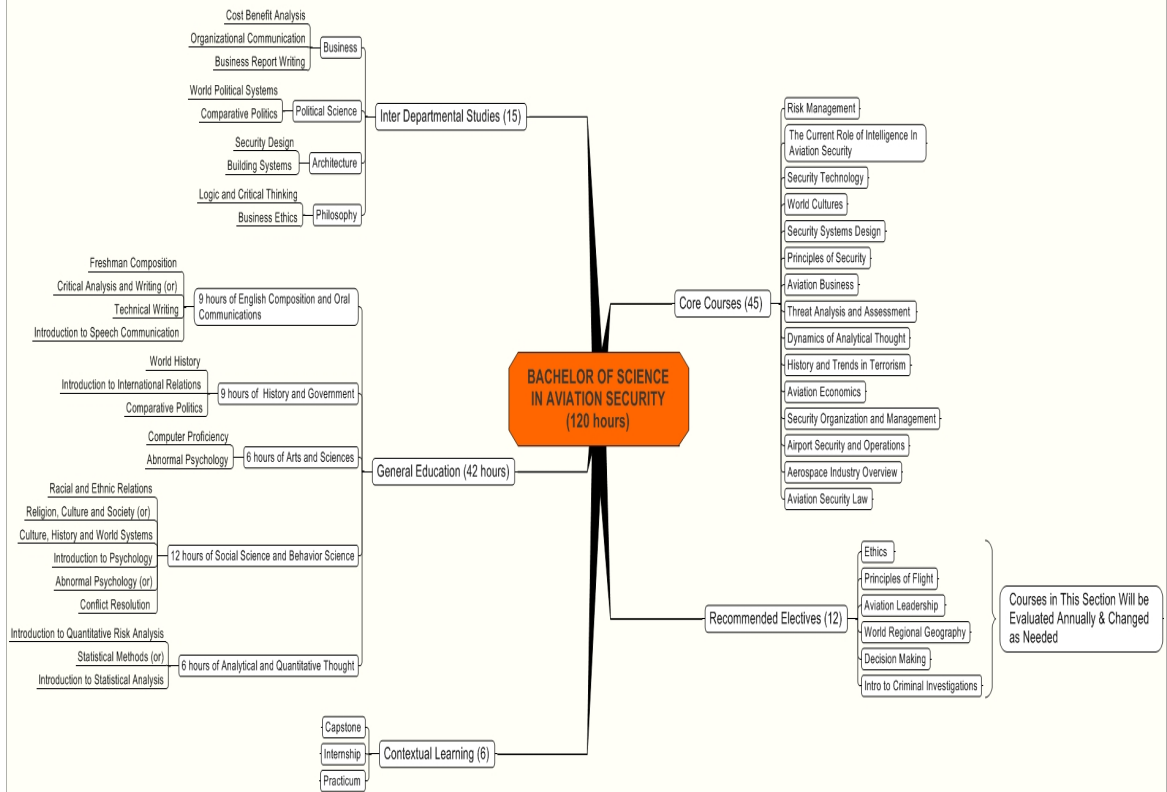 Cost Benefit Analysis
Organizational Communication
Business Report Writing
Business
World Political Systems
Comparative Politics
Political Science
Security Design
Building Systems
Architecture
Logic and Critical Thinking
Business Ethics
Philosophy
Inter Departmental Studies (15)
Freshman Composition
Critical Analysis and Writing (or)
Technical Writing
Introduction to Speech Communication
9 hours of English Composition and Oral
Communications
World History
Introduction to International Relations
Comparative Politics
9 hours of History and Government
Computer Proficiency
Abnormal Psychology
6 hours of Arts and Sciences
Racial and Ethnic Relations
Religion, Culture and Society (or)
Culture, History and World Systems
Introduction to Psychology
Abnormal Psychology (or)
Conflict Resolution
12 hours of Social Science and Behavior Science
Introduction to Quantitative Risk Analysis
Statistical Methods (or)
Introduction to Statistical Analysis
6 hours of Analytical and Quantitative Thought
General Education (42 hours)
Capstone
Internship
Practicum
Contextual Learning (6)
BACHELOR OF SCIENCE
IN AVIATION SECURITY
(120 hours)
Core Courses (45)
Risk Management
The Current Role of Intelligence In
Aviation Security
Security Technology
World Cultures
Security Systems Design
Principles of Security
Aviation Business
Threat Analysis and Assessment
Dynamics of Analytical Thought
History and Trends in Terrorism
Aviation Economics
Security Organization and Management
Airport Security and Operations
Aerospace Industry Overview
Aviation Security Law
Recommended Electives (12)
Ethics
Principles of Flight
Aviation Leadership
World Regional Geography
Decision Making
Intro to Criminal Investigations
Courses in This Section Will be
Evaluated Annually & Changed
as Needed